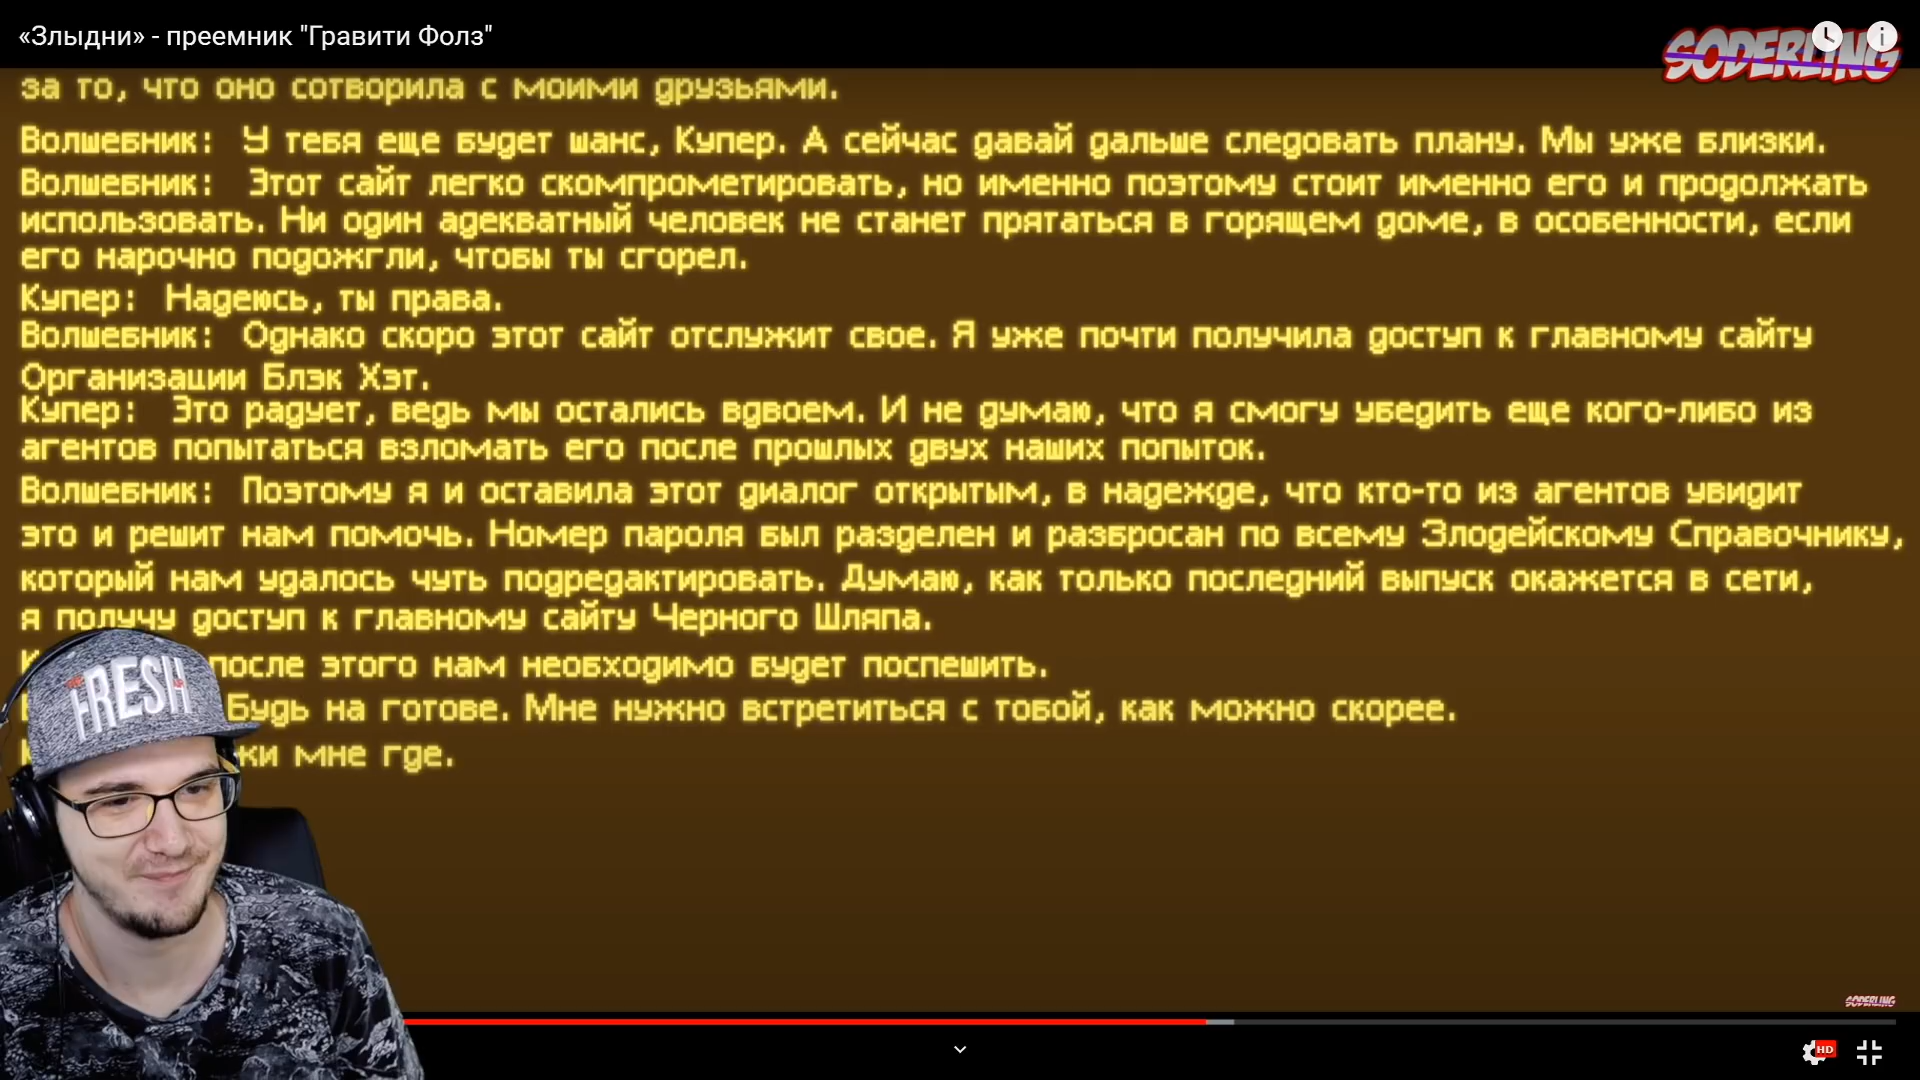 «Злыдни» - преемник "Гравити Фолз"
SODERLING
за то, что оно сотворила с моими друзьями.
Волшебник: У тебя еще будет шанс, Купер. А сейчас давай дальше следовать плану. Мы уже близки.
Волшебник: Этот сайт легко скомпрометировать, но именно поэтому стоит именно его и продолжать
использовать. Ни один адекватный человек не станет прятаться в горящем доме, в особенности, если
его нарочно подожгли, чтобы ты сгорел.
Купер: Надеюсь, ты права.
Волшебник: Однако скоро этот сайт отслужит свое. Я уже почти получила доступ к главному сайту
Организации Блэк Хэт.
Купер: Это радует, ведь мы остались вдвоем. И не думаю, что я смогу убедить еще кого-либо из
агентов попытаться взломать его после прошлых двух наших попыток.
Волшебник: Поэтому я и оставила этот диалог открытым, в надежде, что кто-то из агентов увидит
это и решит нам помочь. Номер пароля был разделен и разбросан по всему Злодейскому Справочнику,
который нам удалось чуть подредактировать. Думаю, как только последний выпуск окажется в сети,
я получу доступ к главному сайту Черного Шляпа.
после этого нам необходимо будет поспешить.
Будь на готове. Мне нужно встретиться с тобой, как можно скорее.
жи мне где.
FRESH
SODERLING
HD